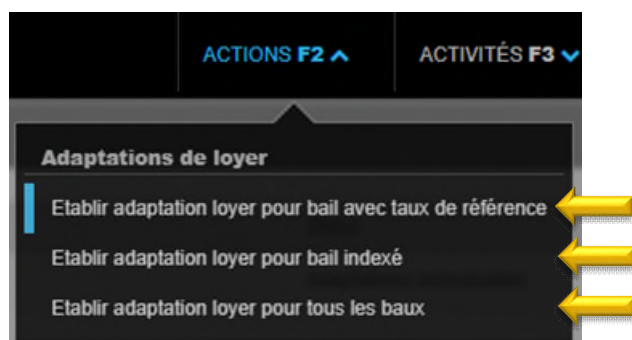 ACTIONS F2 ACTIVITÉS F3
Adaptations de loyer
Etablir adaptation loyer pour bail avec taux de référence
Etablir adaptation loyer pour bail indexé
Etablir adaptation loyer pour tous les baux